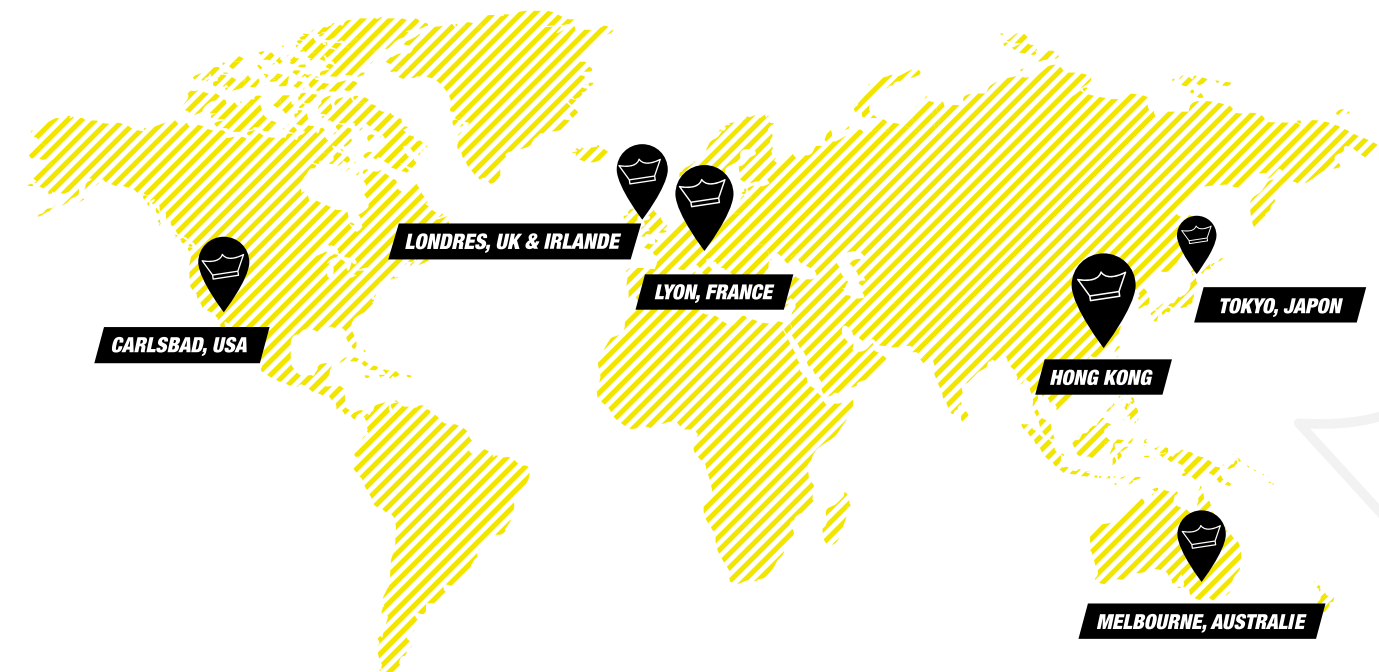 LONDRES, UK & IRLANDE
LYON, FRANCE
TOKYO, JAPON
CARLSBAD, USA
HONG KONG
MELBOURNE, AUSTRALIE